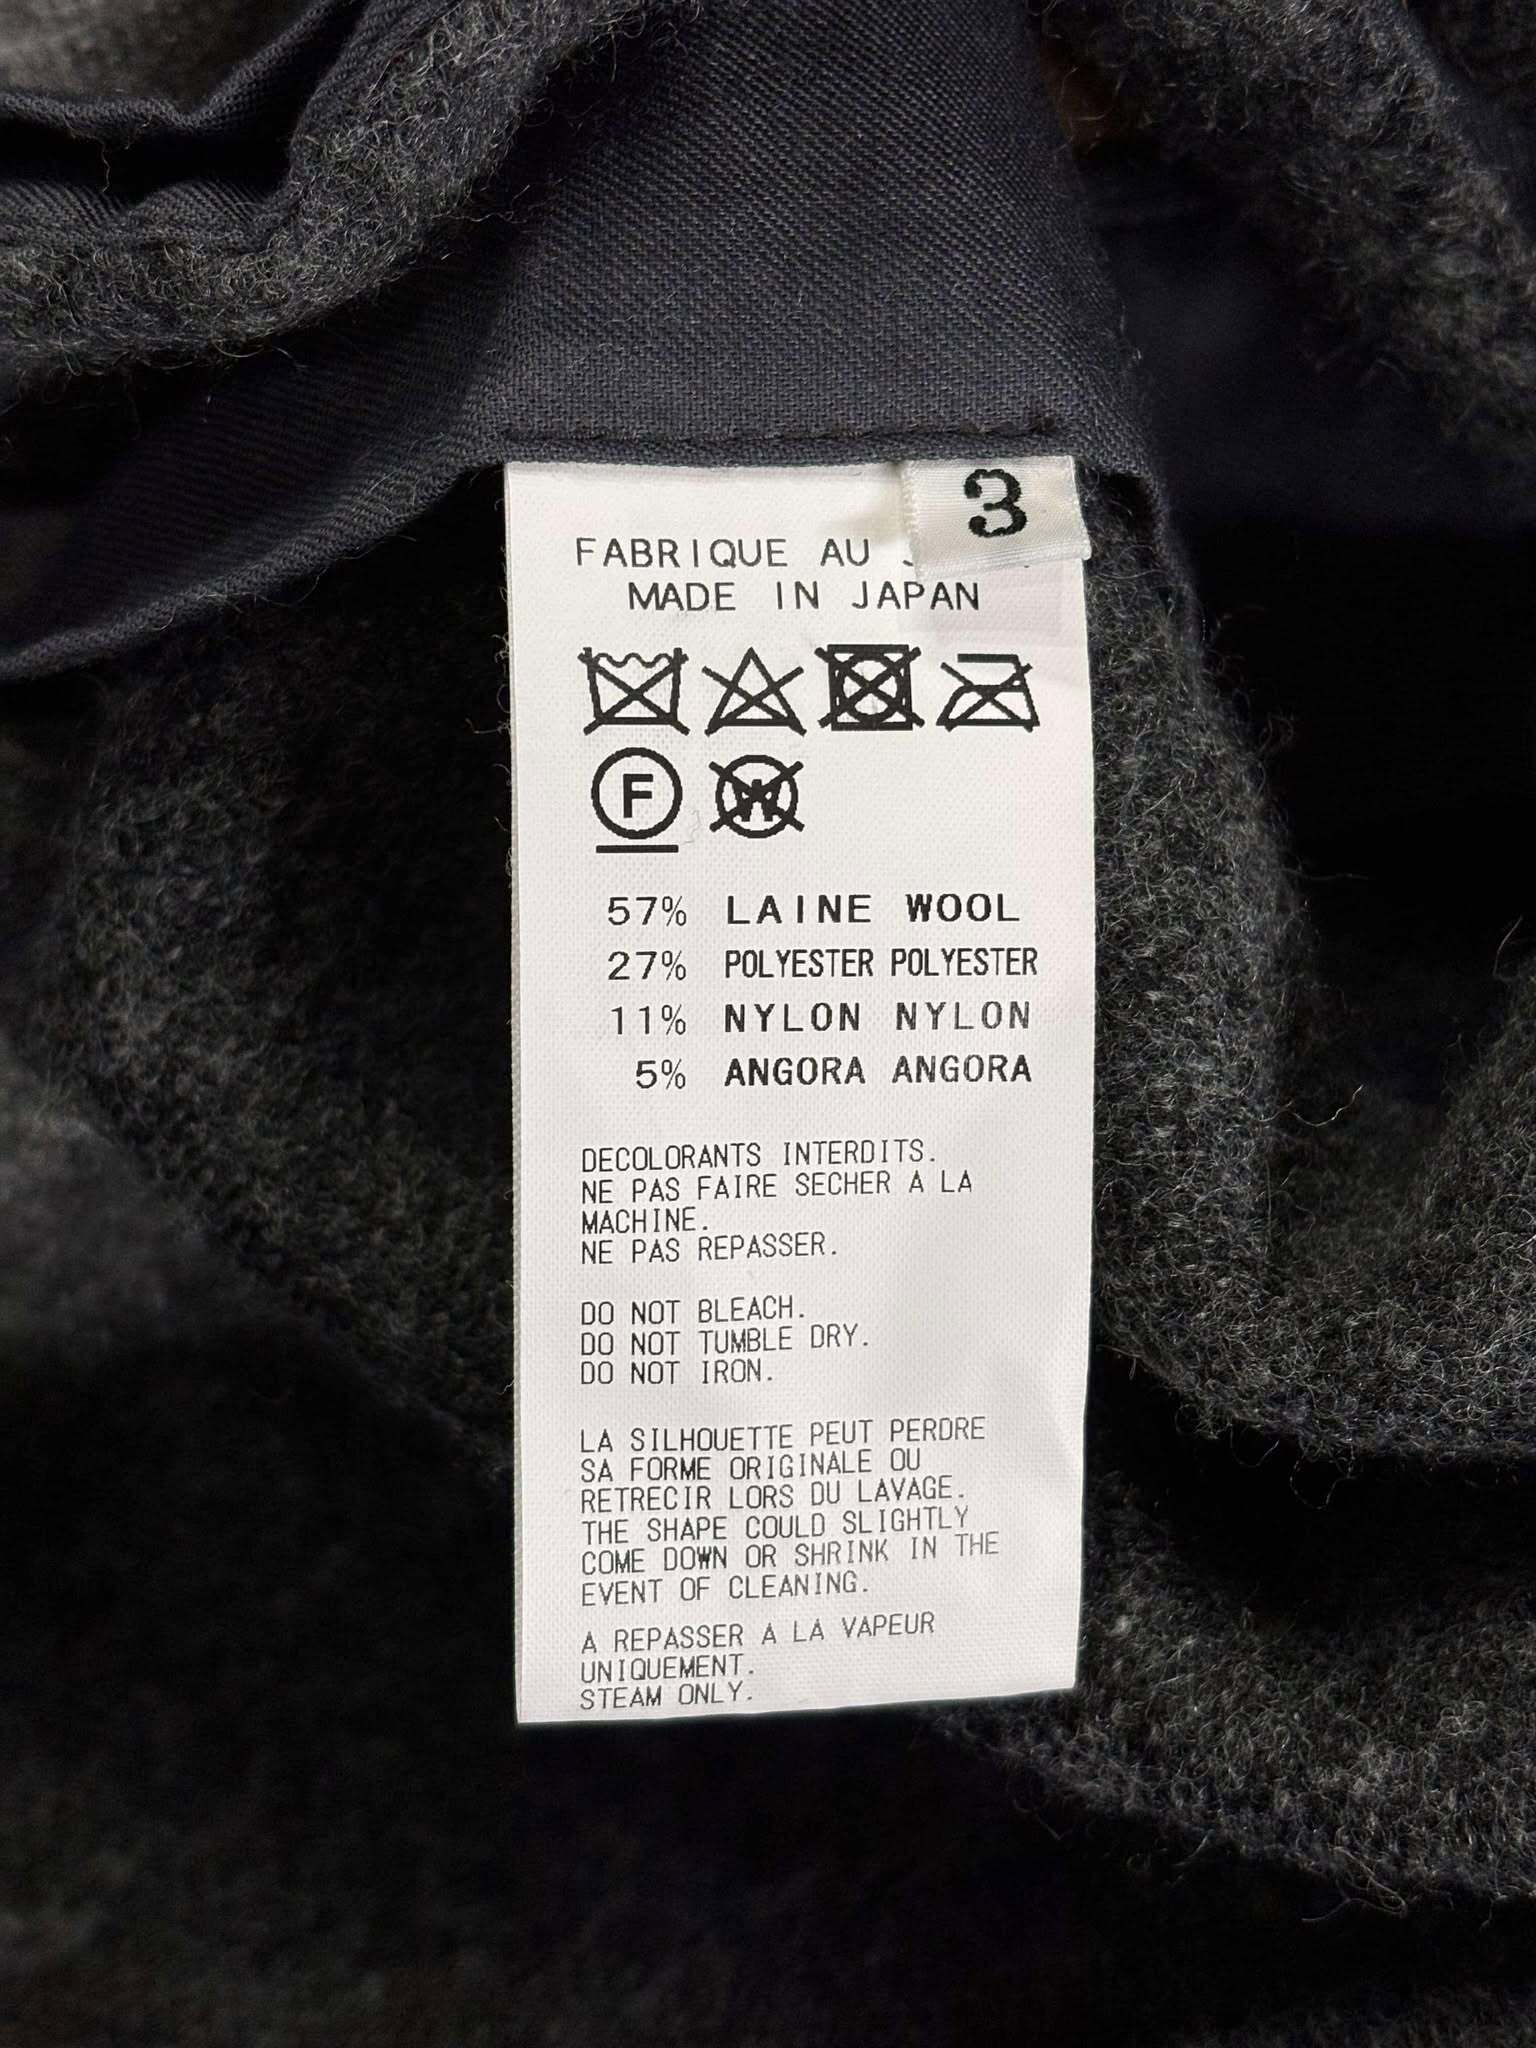 3
FABRIQUE AU
MADE IN JAPAN
F
W
57% LAINE WOOL
27% POLYESTER POLYESTER
11% NYLON NYLON
5% ANGORA ANGORA
DECOLORANTS INTERDITS.
NE PAS FAIRE SECHER A LA
MACHINE.
NE PAS REPASSER.
DO NOT BLEACH.
DO NOT TUMBLE DRY.
DO NOT IRON.
LA SILHOUETTE PEUT PERDRE
SA FORME ORIGINALE OU
RETRECIR LORS DU LAVAGE.
THE SHAPE COULD SLIGHTLY
COME DOWN OR SHRINK IN THE
EVENT OF CLEANING.
A REPASSER A LA VAPEUR
UNIQUEMENT.
STEAM ONLY.